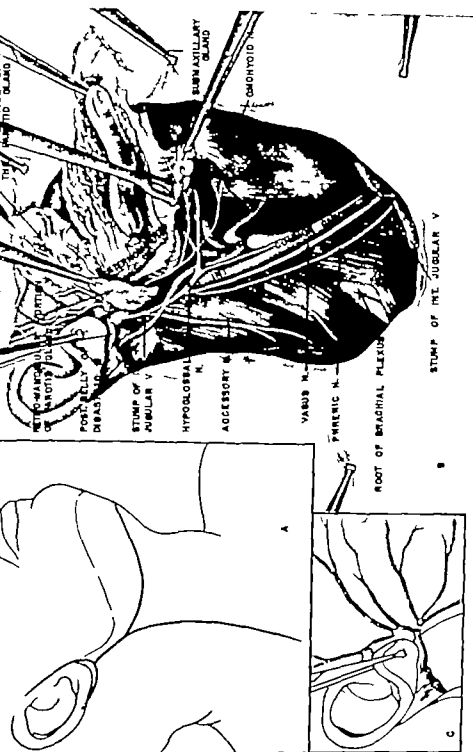 GLAND
SUBMAXILLARY
GLAND
OMOHYOID
POST. BELLY OF
STUMP OF
JUGULAR V.
HYPOGLOSSAL
N.
ACCESSORY N.
VAGUS N.
PHRENIC N.
ROOT OF BRACHIAL PLEXUS
STUMP OF INT. JUGULAR V
A
B
C